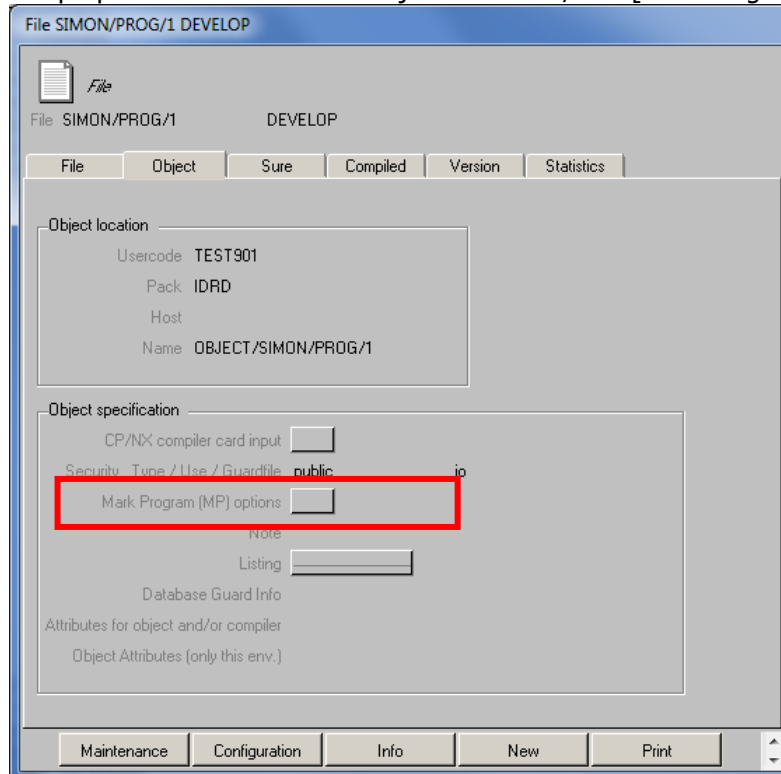 File SIMON/PROG/1 DEVELOP
File
File SIMON/PROG/1 DEVELOP
File Object Sure Compiled Version Statistics
Object location
Usercode TEST901
Pack IDRD
Host
Name OBJECT/SIMON/PROG/1
Object specification
CP/NX compiler card input
Security Type / Use / Guardfile public io
Mark Program (MP) options
Note
Listing
Database Guard Info
Attributes for object and/or compiler
Object Attributes (only this env.)
Maintenance Configuration Info New Print